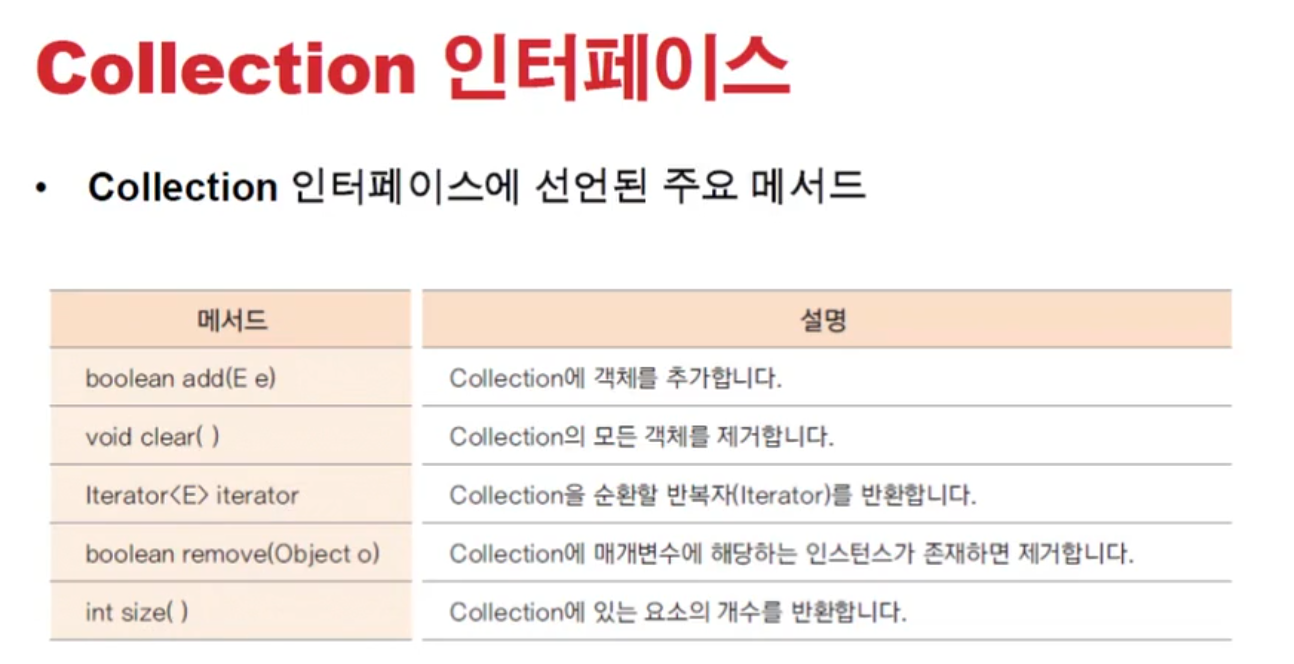 Collection 인터페이스
• Collection 인터페이스에 선언된 주요 메서드
메서드 설명
boolean add(E e) Collection에 객체를 추가합니다.
void clear( ) Collection의 모든 객체를 제거합니다.
Iterator<E> iterator Collection을 순환할 반복자(Iterator)를 반환합니다.
boolean remove(Object o) Collection에 매개변수에 해당하는 인스턴스가 존재하면 제거합니다.
int size( ) Collection에 있는 요소의 개수를 반환합니다.